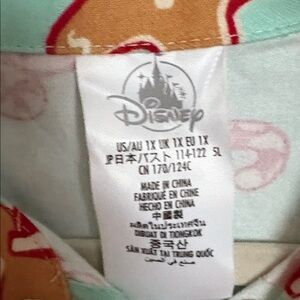 Disney
US/AU 1X UK 1X EU 1X
JP日本バスト 114-122 5L
CN 170/124C
MADE IN CHINA
FABRIQUÉ EN CHINE
HECHO EN CHINA
中國製
ผลิตในประเทศจีน
DIBUAT DI TIONGKOK
중국산
SẢN XUẤT TẠI TRUNG QUỐC
صنع في الصين